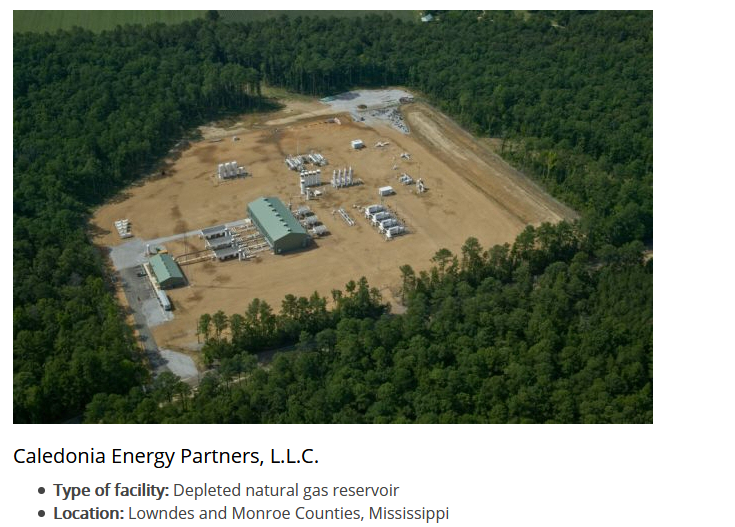 Caledonia Energy Partners, L.L.C.
Type of facility: Depleted natural gas reservoir
Location: Lowndes and Monroe Counties, Mississippi